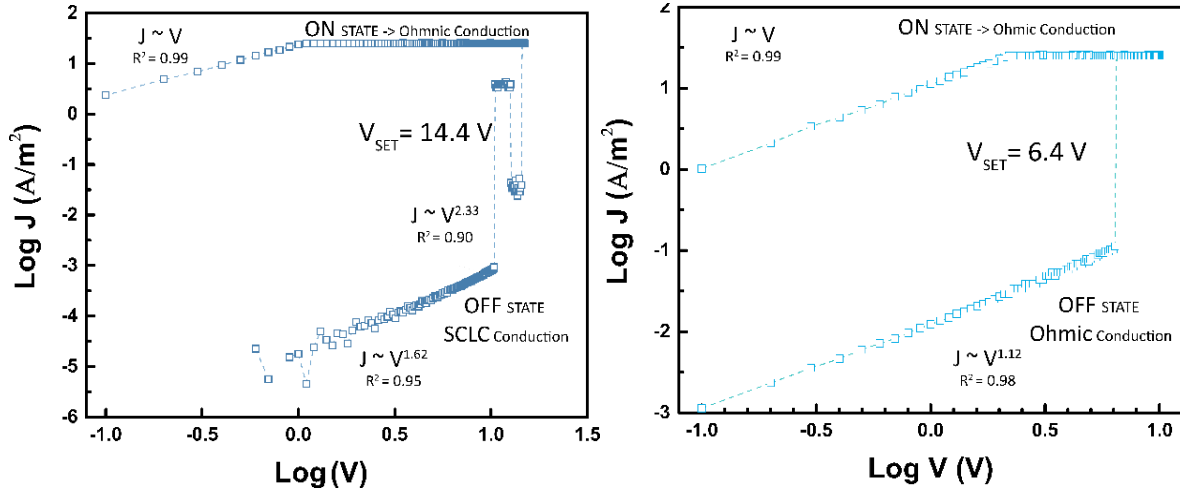 ON STATE -> Ohmnic Conduction
J ~ V
R² = 0.99
V_SET = 14.4 V
J ~ V^2.33
R² = 0.90
OFF STATE
SCLC Conduction
J ~ V^1.62
R² = 0.95
Log J (A/m²)
2
1
0
-1
-2
-3
-4
-5
-6
-1.0 -0.5 0.0 0.5 1.0 1.5
Log (V)
ON STATE -> Ohmic Conduction
J ~ V
R² = 0.99
V_SET = 6.4 V
OFF STATE
Ohmic Conduction
J ~ V^1.12
R² = 0.98
Log J (A/m²)
2
1
0
-1
-2
-3
-1.0 -0.5 0.0 0.5 1.0
Log V (V)